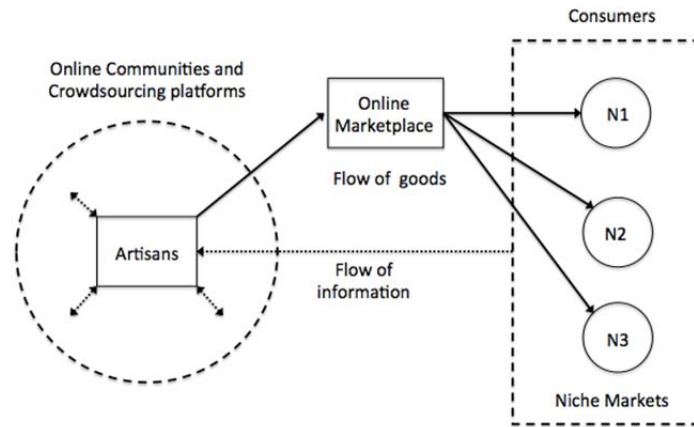 Consumers
Online Communities and
Crowdsourcing platforms
Online
Marketplace
N1
Flow of goods
Artisans
N2
Flow of
information
N3
Niche Markets